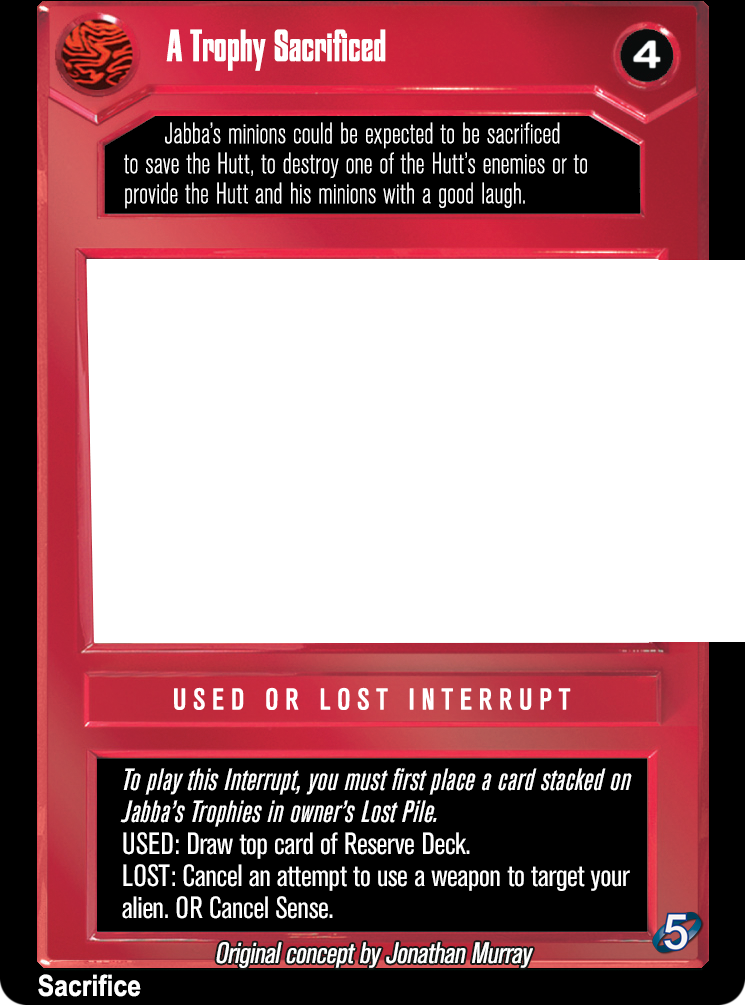 A Trophy Sacrificed
4
Jabba's minions could be expected to be sacrificed
to save the Hutt, to destroy one of the Hutt's enemies or to
provide the Hutt and his minions with a good laugh.
USED OR LOST INTERRUPT
To play this Interrupt, you must first place a card stacked on
Jabba's Trophies in owner's Lost Pile.
USED: Draw top card of Reserve Deck.
LOST: Cancel an attempt to use a weapon to target your
alien. OR Cancel Sense.
5
Original concept by Jonathan Murray
Sacrifice